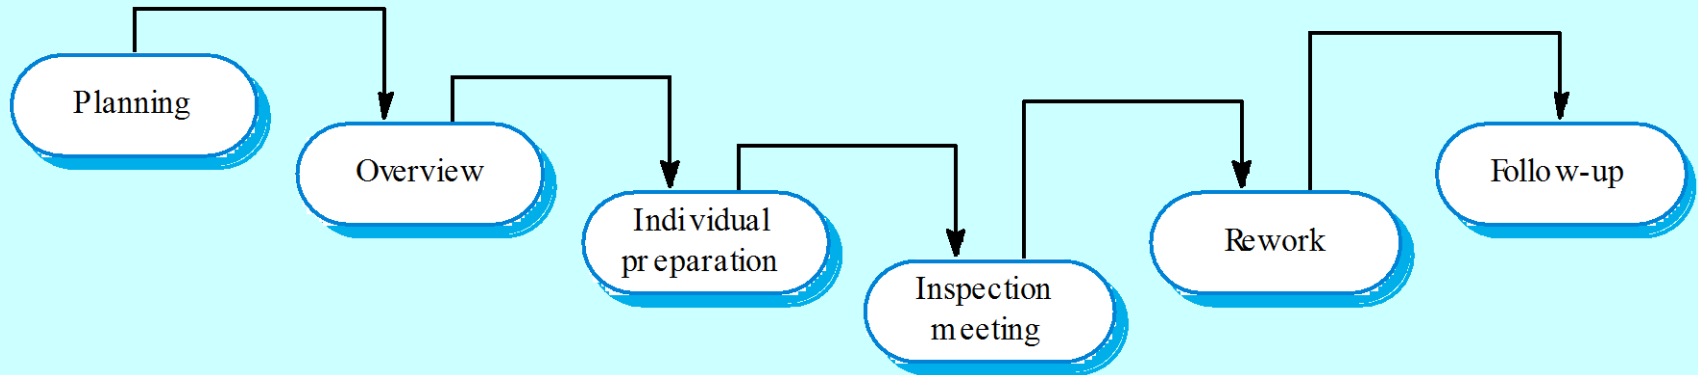 Planning
Overview
Individual
preparation
Inspection
meeting
Rework
Follow-up